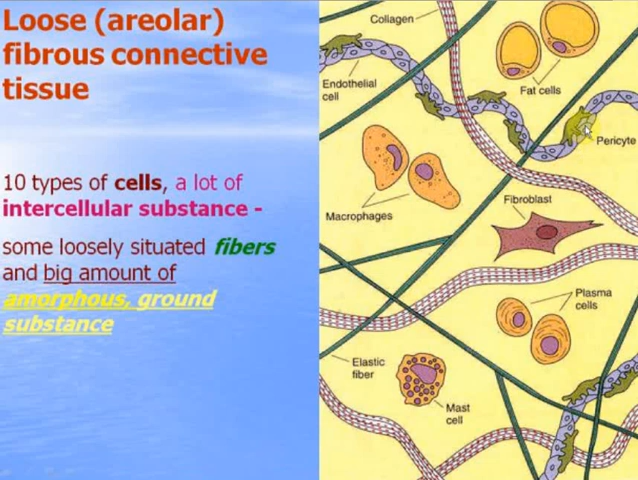 Loose (areolar)
fibrous connective
tissue
10 types of cells, a lot of
intercellular substance -
some loosely situated fibers
and big amount of
amorphous, ground
substance
Collagen
Endothelial
cell
Fat cells
Pericyte
Macrophages
Fibroblast
Plasma
cells
Elastic
fiber
Mast
cell